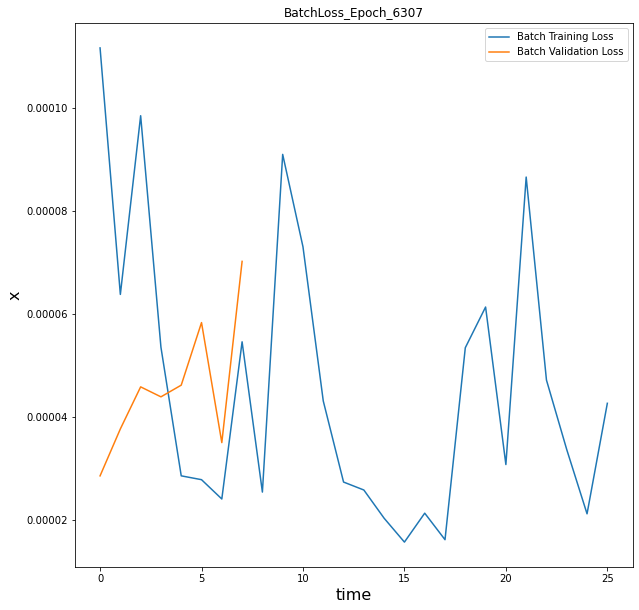 BatchLoss_Epoch_6307
Batch Training Loss
Batch Validation Loss
0.00010
0.00008
0.00006
0.00004
0.00002
x
0 5 10 15 20 25
time